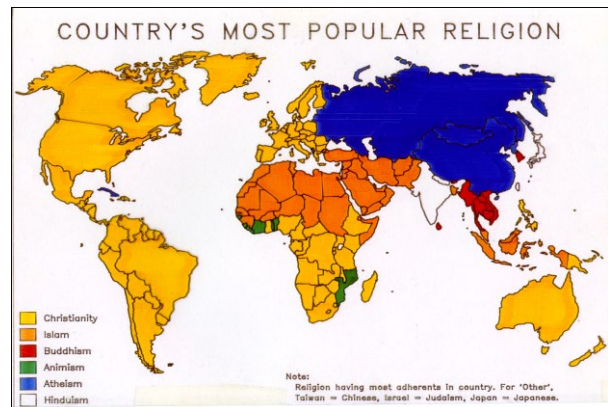 COUNTRY'S MOST POPULAR RELIGION
Christianity
Islam
Buddhism
Animism
Atheism
Hinduism
Note:
Religion having most adherents in country. For 'Other',
Taiwan = Chinese, Israel = Judaism, Japan = Japanese.